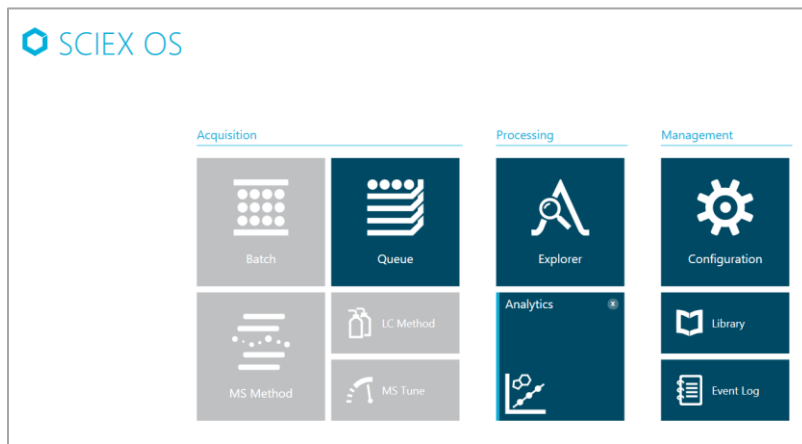 SCIEX OS
Acquisition
Processing
Management
Batch
Queue
Explorer
Configuration
MS Method
LC Method
MS Tune
Analytics
x
Library
Event Log